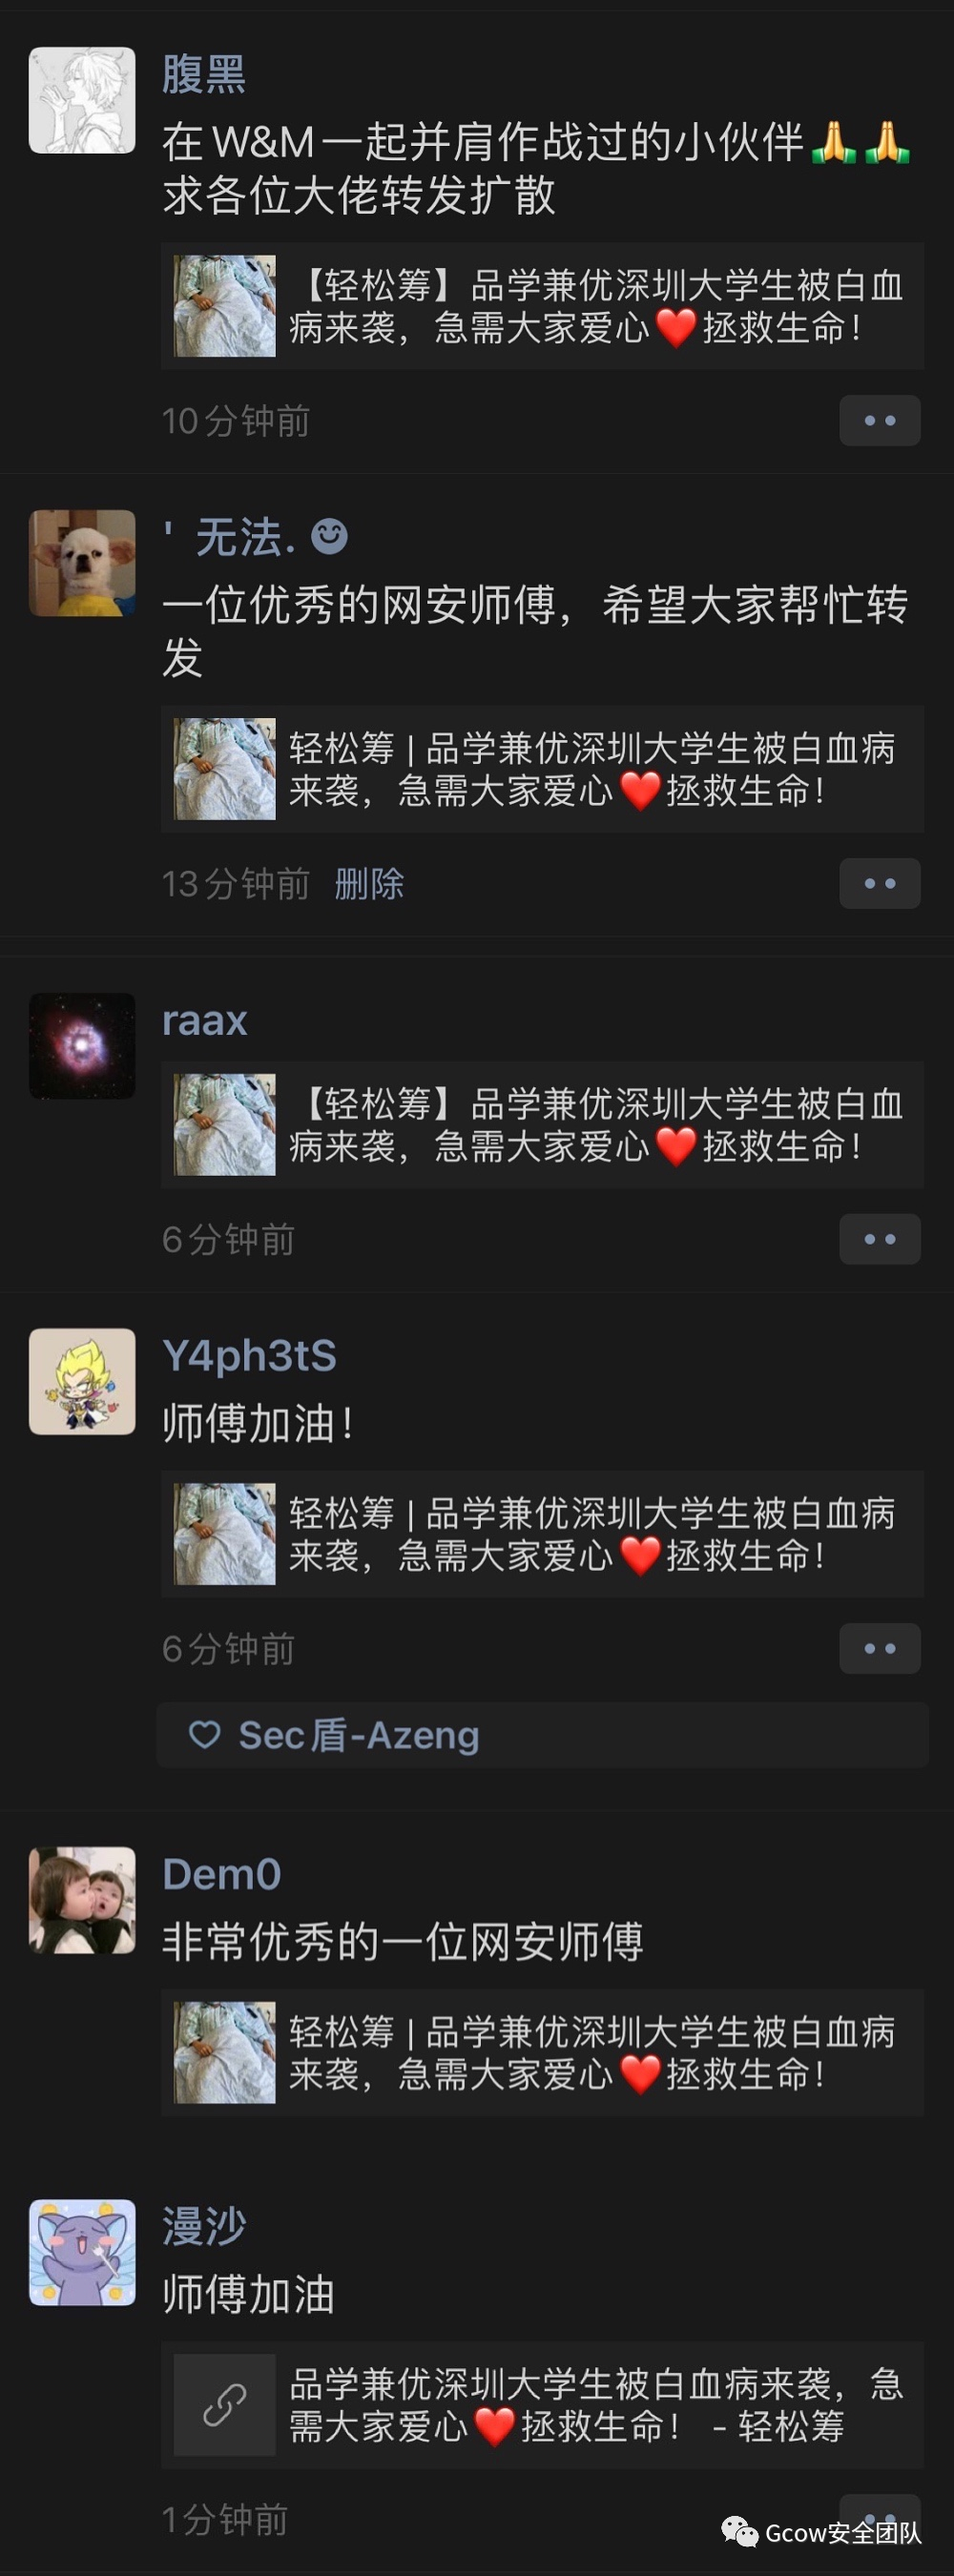 腹黑
在W&M一起并肩作战过的小伙伴🙏🙏
求各位大佬转发扩散
【轻松筹】品学兼优深圳大学生被白血
病来袭，急需大家爱心❤️拯救生命！
10分钟前
' 无法.
一位优秀的网安师傅，希望大家帮忙转
发
轻松筹 | 品学兼优深圳大学生被白血病
来袭，急需大家爱心❤️拯救生命！
13分钟前 删除
raax
【轻松筹】品学兼优深圳大学生被白血
病来袭，急需大家爱心❤️拯救生命！
6分钟前
Y4ph3tS
师傅加油！
轻松筹 | 品学兼优深圳大学生被白血病
来袭，急需大家爱心❤️拯救生命！
6分钟前
Sec盾-Azeng
Dem0
非常优秀的一位网安师傅
轻松筹 | 品学兼优深圳大学生被白血病
来袭，急需大家爱心❤️拯救生命！
漫沙
师傅加油
品学兼优深圳大学生被白血病来袭，急
需大家爱心❤️拯救生命！ - 轻松筹
1分钟前
Gcow安全团队